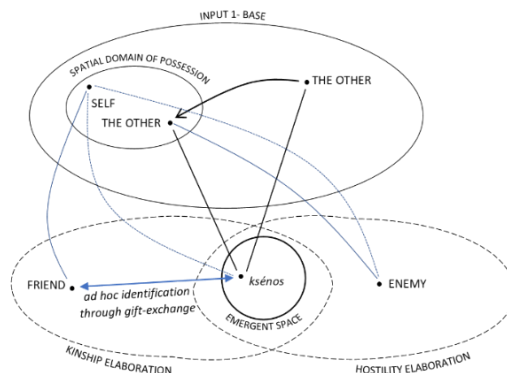 INPUT 1- BASE
SPATIAL DOMAIN OF POSSESSION
THE OTHER
SELF
THE OTHER
FRIEND
ksénos
ENEMY
ad hoc identification
through gift-exchange
EMERGENT SPACE
KINSHIP ELABORATION
HOSTILITY ELABORATION